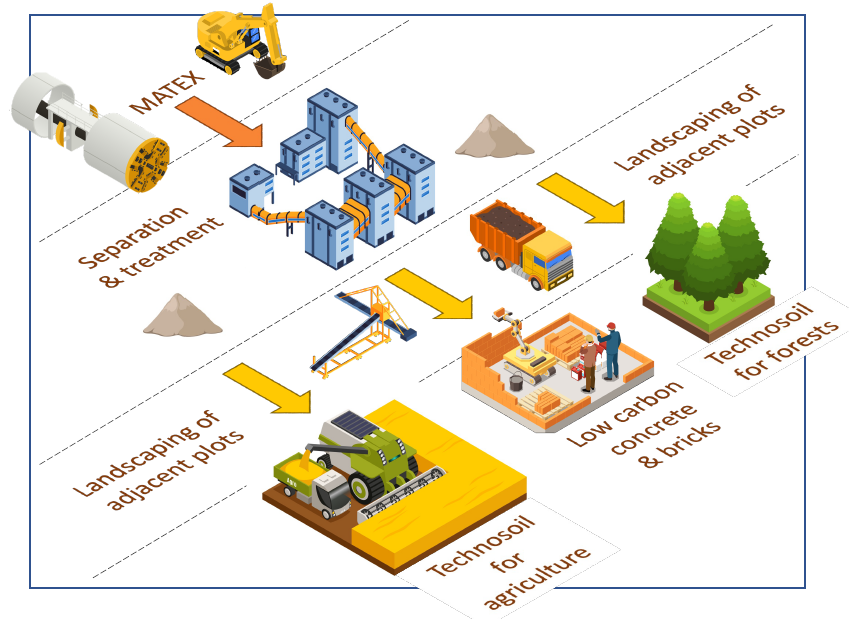 MATEX
Separation
& treatment
Landscaping of
adjacent plots
Technosoil
for forests
Low carbon
concrete
& bricks
Landscaping of
adjacent plots
Technosoil
for
agriculture